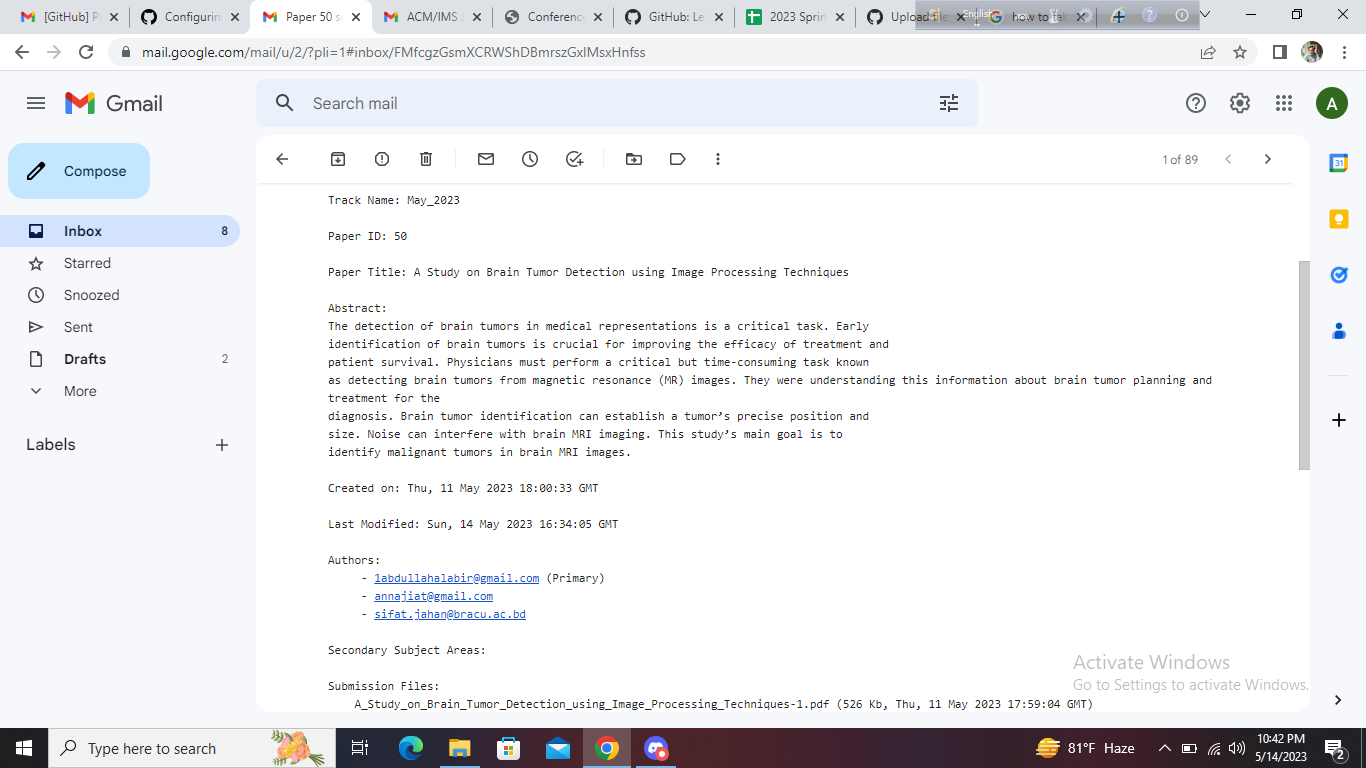 [GitHub] Pl
Configurin
Paper 50 s
ACM/IMS
Conference
GitHub: Le
2023 Sprin
Upload file
English
how to tak
mail.google.com/mail/u/2/?pli=1#inbox/FMfcgzGsmXCRWShDBmrszGxlMsxHnfss
Gmail
Search mail
A
Compose
1 of 89
31
Inbox 8
Starred
Snoozed
Sent
Drafts 2
More
Labels
Track Name: May_2023
Paper ID: 50
Paper Title: A Study on Brain Tumor Detection using Image Processing Techniques
Abstract:
The detection of brain tumors in medical representations is a critical task. Early
identification of brain tumors is crucial for improving the efficacy of treatment and
patient survival. Physicians must perform a critical but time-consuming task known
as detecting brain tumors from magnetic resonance (MR) images. They were understanding this information about brain tumor planning and
treatment for the
diagnosis. Brain tumor identification can establish a tumor’s precise position and
size. Noise can interfere with brain MRI imaging. This study’s main goal is to
identify malignant tumors in brain MRI images.
Created on: Thu, 11 May 2023 18:00:33 GMT
Last Modified: Sun, 14 May 2023 16:34:05 GMT
Authors:
- 1abdullahalabir@gmail.com (Primary)
- annajiat@gmail.com
- sifat.jahan@bracu.ac.bd
Secondary Subject Areas:
Submission Files:
A_Study_on_Brain_Tumor_Detection_using_Image_Processing_Techniques-1.pdf (526 Kb, Thu, 11 May 2023 17:59:04 GMT)
Activate Windows
Go to Settings to activate Windows.
Type here to search
81°F Haze
10:42 PM
5/14/2023
2